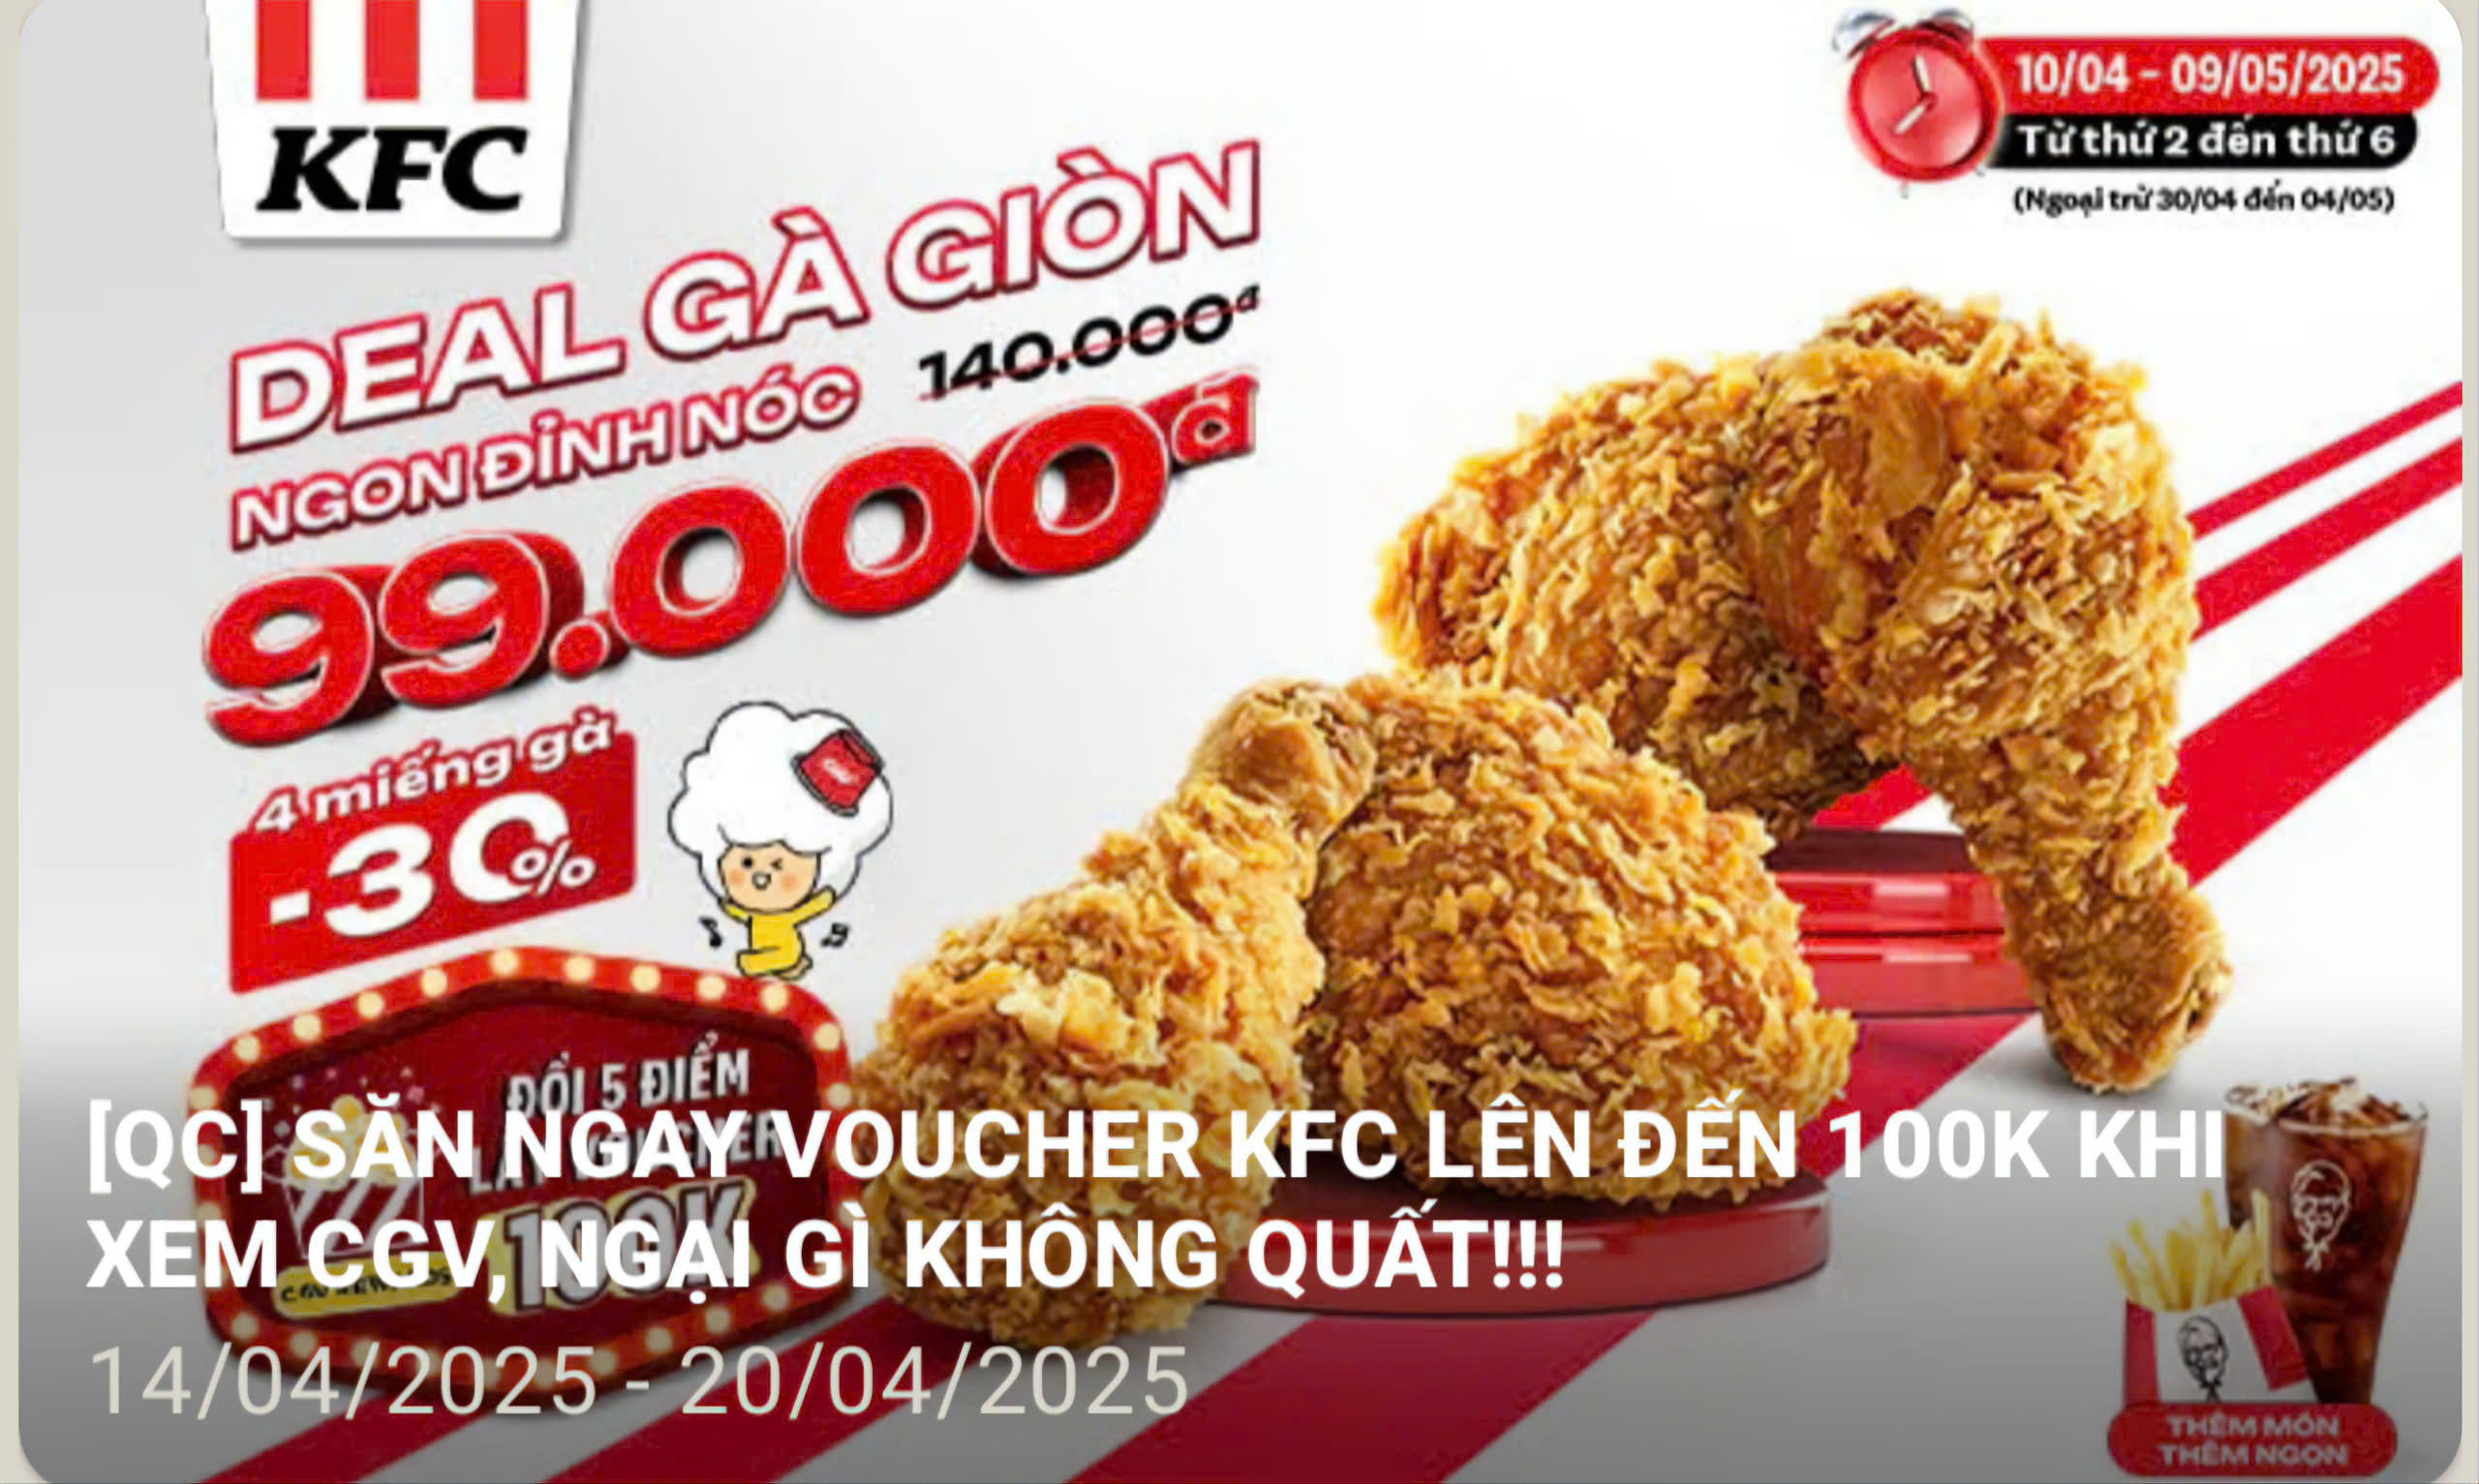 KFC
10/04 - 09/05/2025
Từ thứ 2 đến thứ 6
(Ngoại trừ 30/04 đến 04/05)
DEAL GÀ GIÒN
NGON ĐỈNH NÓC
140.000đ
99.000đ
4 miếng gà
-30%
ĐỔI 5 ĐIỂM
LẤY VOUCHER
100K
[QC] SĂN NGAY VOUCHER KFC LÊN ĐẾN 100K KHI
XEM CGV, NGẠI GÌ KHÔNG QUẤT!!!
14/04/2025 - 20/04/2025
THÊM MÓN
THÊM NGON